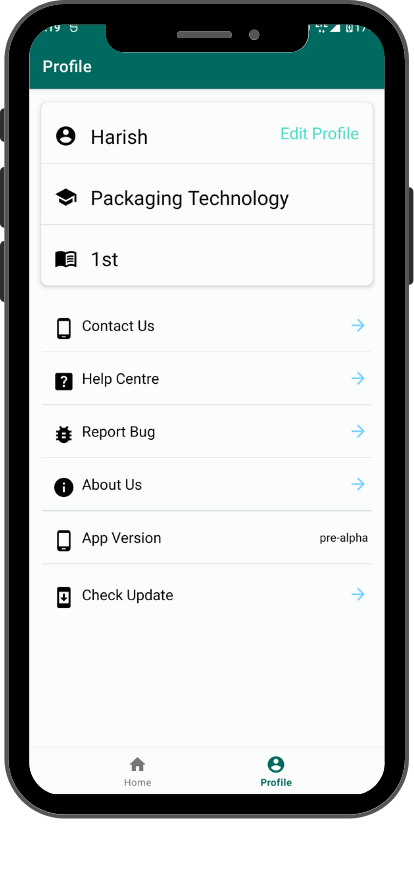 Profile
Harish
Edit Profile
Packaging Technology
1st
Contact Us
Help Centre
Report Bug
About Us
App Version
pre-alpha
Check Update
Home
Profile